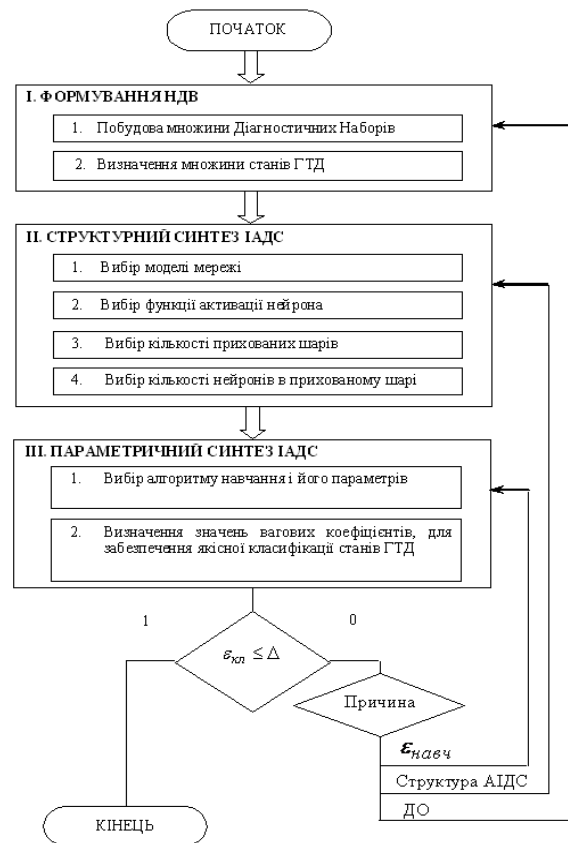 ПОЧАТОК
І. ФОРМУВАННЯ НДВ
1. Побудова множини Діагностичних Наборів
2. Визначення множини станів ГТД
ІІ. СТРУКТУРНИЙ СИНТЕЗ ІАДС
1. Вибір моделі мережі
2. Вибір функції активації нейрона
3. Вибір кількості прихованих шарів
4. Вибір кількості нейронів в прихованому шарі
ІІІ. ПАРАМЕТРИЧНИЙ СИНТЕЗ ІАДС
1. Вибір алгоритму навчання і його параметрів
2. Визначення значень вагових коефіцієнтів, для
забезпечення якісної класифікації станів ГТД
1
0
εкл ≤ Δ
Причина
εнавч
Структура АІДС
ДО
КІНЕЦЬ